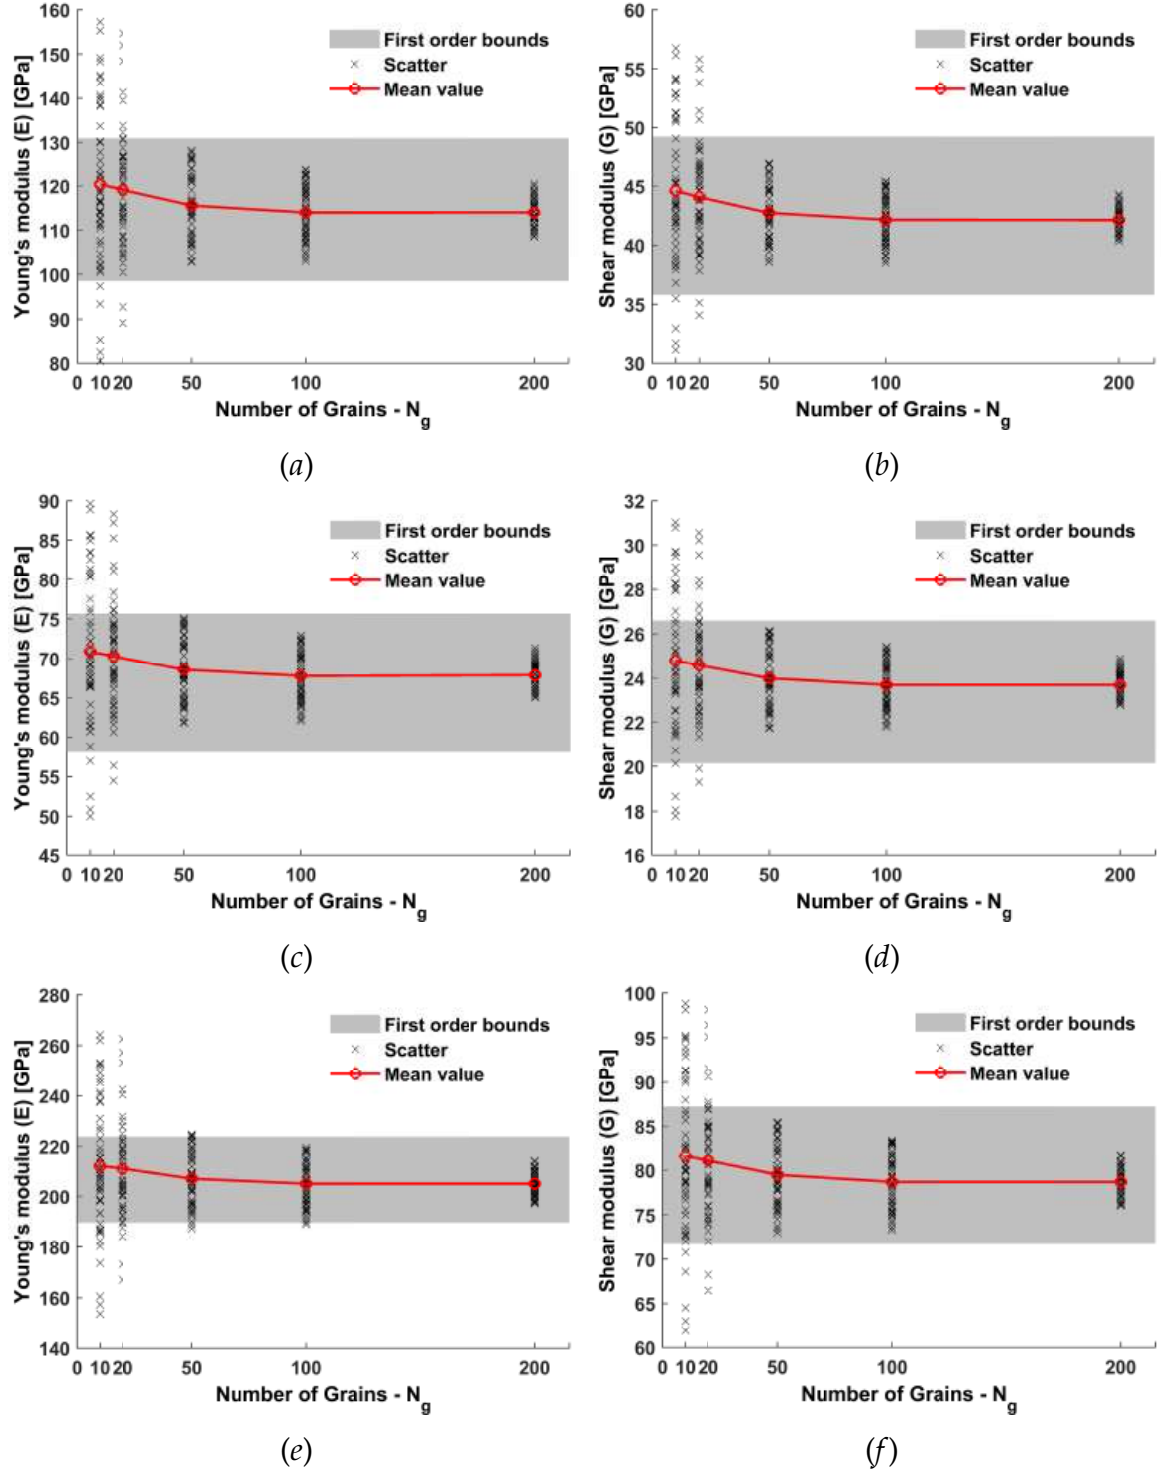 160
150
140
130
120
110
100
90
80
Young's modulus (E) [GPa]
First order bounds
Scatter
Mean value
0 10 20 50 100 200
Number of Grains - Ng
(a)
60
55
50
45
40
35
30
Shear modulus (G) [GPa]
First order bounds
Scatter
Mean value
0 10 20 50 100 200
Number of Grains - Ng
(b)
90
85
80
75
70
65
60
55
50
45
Young's modulus (E) [GPa]
First order bounds
Scatter
Mean value
0 10 20 50 100 200
Number of Grains - Ng
(c)
32
30
28
26
24
22
20
18
16
Shear modulus (G) [GPa]
First order bounds
Scatter
Mean value
0 10 20 50 100 200
Number of Grains - Ng
(d)
280
260
240
220
200
180
160
140
Young's modulus (E) [GPa]
First order bounds
Scatter
Mean value
0 10 20 50 100 200
Number of Grains - Ng
(e)
100
95
90
85
80
75
70
65
60
Shear modulus (G) [GPa]
First order bounds
Scatter
Mean value
0 10 20 50 100 200
Number of Grains - Ng
(f)